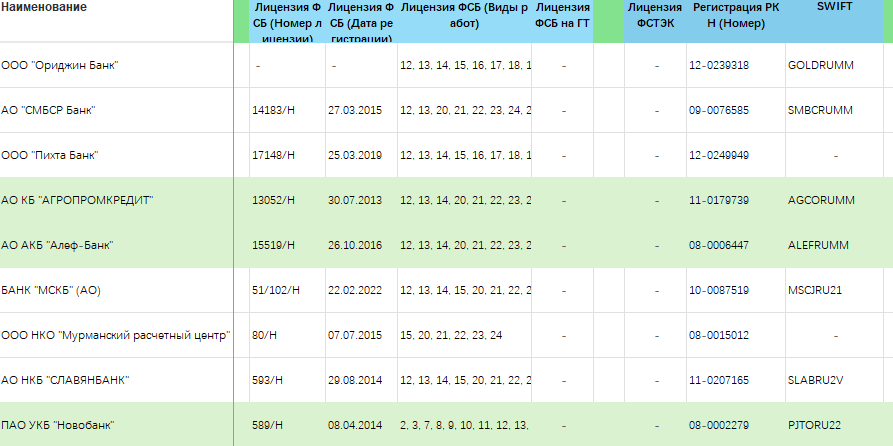 Наименование
Лицензия Ф
СБ (Номер л
ицензии)
Лицензия Ф
СБ (Дата ре
гистрации)
Лицензия ФСБ (Виды р
абот)
Лицензия
ФСБ на ГТ
Лицензия
ФСТЭК
Регистрация РК
Н (Номер)
SWIFT
ООО "Ориджин Банк" - - 12, 13, 14, 15, 16, 17, 18, 1 - - 12-0239318 GOLDRUMM
АО "СМБСР Банк" 14183/Н 27.03.2015 12, 13, 20, 21, 22, 23, 24, 2 - - 09-0076585 SMBCRUMM
ООО "Пихта Банк" 17148/Н 25.03.2019 12, 13, 14, 15, 16, 17, 18, 1 - - 12-0249949 -
АО КБ "АГРОПРОМКРЕДИТ" 13052/Н 30.07.2013 12, 13, 14, 20, 21, 22, 23, 2 - - 11-0179739 AGCORUMM
АО АКБ "Алеф-Банк" 15519/Н 26.10.2016 12, 13, 14, 20, 21, 22, 23, 2 - - 08-0006447 ALEFRUMM
БАНК "МСКБ" (АО) 51/102/Н 22.02.2022 12, 13, 14, 15, 20, 21, 22, 2 - - 10-0087519 MSCJRU21
ООО НКО "Мурманский расчетный центр" 80/Н 07.07.2015 15, 20, 21, 22, 23, 24 - - 08-0015012 -
АО НКБ "СЛАВЯНБАНК" 593/Н 29.08.2014 12, 13, 14, 15, 20, 21, 22, 2 - - 11-0207165 SLABRU2V
ПАО УКБ "Новобанк" 589/Н 08.04.2014 2, 3, 7, 8, 9, 10, 11, 12, 13, - - 08-0002279 PJTORU22